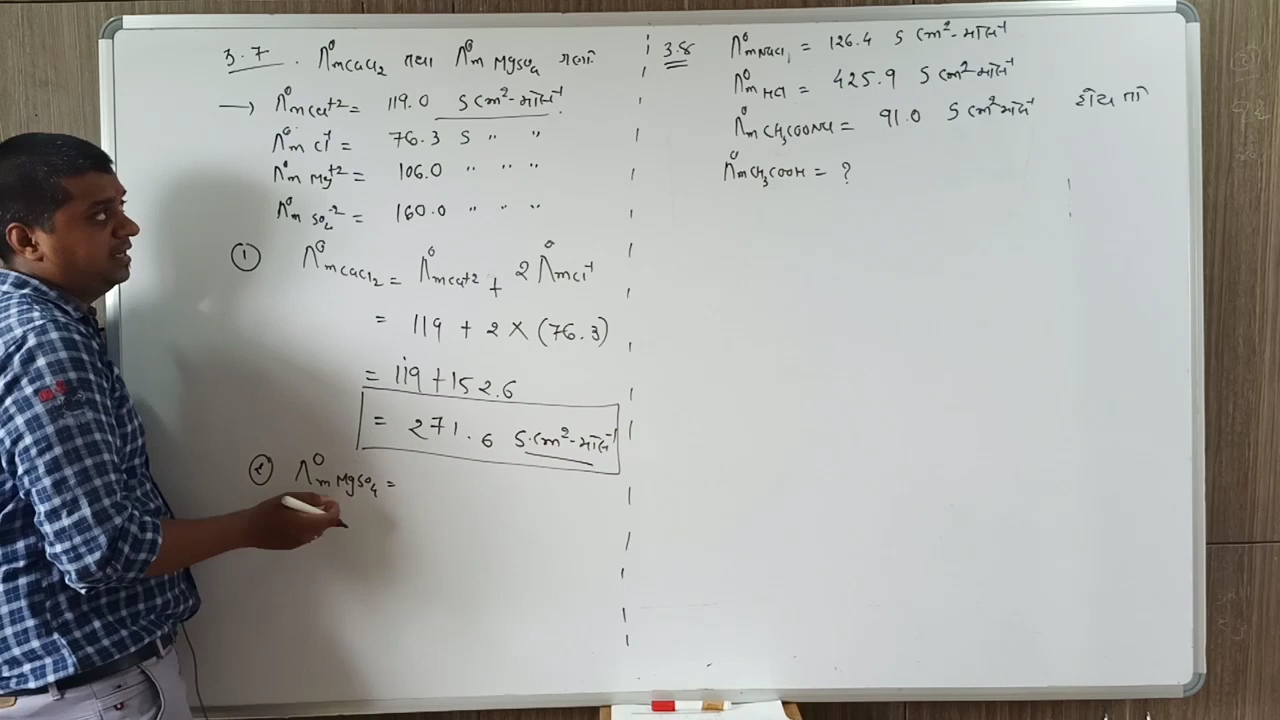 3.7. Λ°m CaCl₂ તથા Λ°m MgSO₄ ગણો
→ Λ°m Ca⁺² = 119.0 S cm²-મોલ⁻¹.
Λ°m Cl⁻¹ = 76.3 S " "
Λ°m Mg⁺² = 106.0 " " "
Λ°m SO₄⁻² = 160.0 " " "
① Λ°m CaCl₂ = Λ°m Ca⁺² + 2 Λ°m Cl⁻¹
= 119 + 2 × (76.3)
= 119 + 152.6
= 271.6 S.cm²-મોલ⁻¹
② Λ°m MgSO₄ =
3.8 Λ°m NaCl = 126.4 S cm²-મોલ⁻¹
Λ°m HCl = 425.9 S cm²મોલ⁻¹
Λ°m CH₃COONa = 91.0 S cm²મોલ⁻¹ હોય તો
Λ°m CH₃COOH = ?